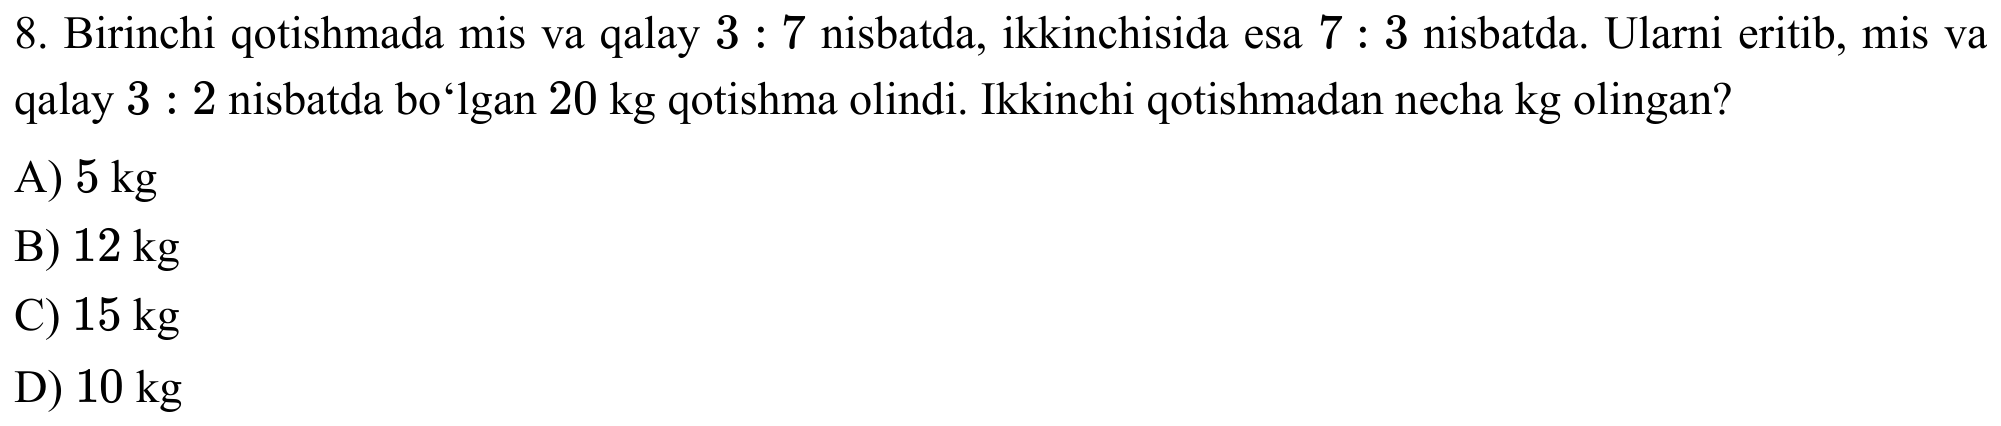 8. Birinchi qotishmada mis va qalay 3 : 7 nisbatda, ikkinchisida esa 7 : 3 nisbatda. Ularni eritib, mis va
qalay 3 : 2 nisbatda bo‘lgan 20 kg qotishma olindi. Ikkinchi qotishmadan necha kg olingan?
A) 5 kg
B) 12 kg
C) 15 kg
D) 10 kg